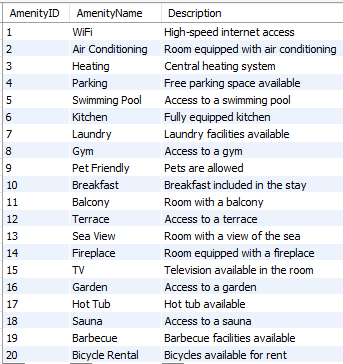 AmenityID AmenityName Description
1 WiFi High-speed internet access
2 Air Conditioning Room equipped with air conditioning
3 Heating Central heating system
4 Parking Free parking space available
5 Swimming Pool Access to a swimming pool
6 Kitchen Fully equipped kitchen
7 Laundry Laundry facilities available
8 Gym Access to a gym
9 Pet Friendly Pets are allowed
10 Breakfast Breakfast included in the stay
11 Balcony Room with a balcony
12 Terrace Access to a terrace
13 Sea View Room with a view of the sea
14 Fireplace Room equipped with a fireplace
15 TV Television available in the room
16 Garden Access to a garden
17 Hot Tub Hot tub available
18 Sauna Access to a sauna
19 Barbecue Barbecue facilities available
20 Bicycle Rental Bicycles available for rent